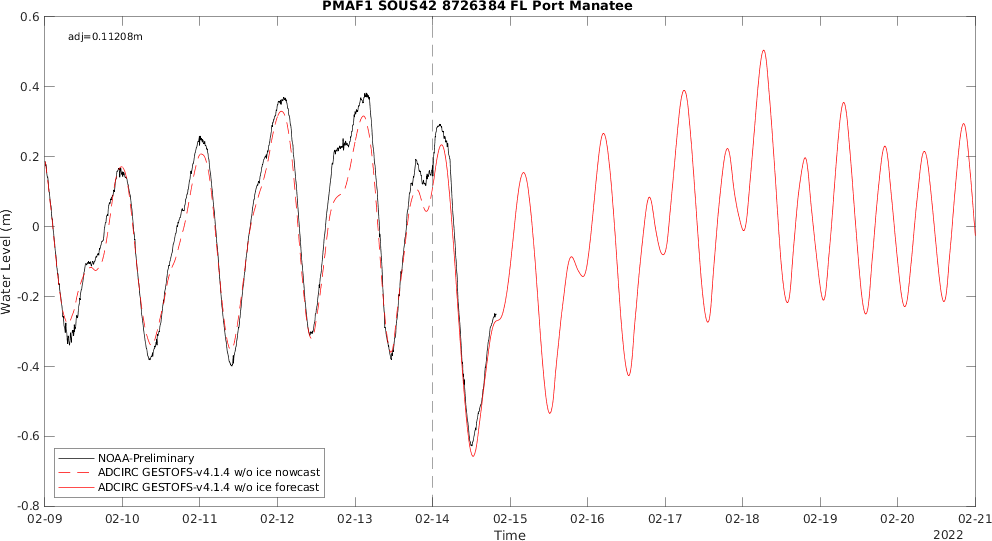 PMAF1 SOUS42 8726384 FL Port Manatee
adj=0.11208m
Water Level (m)
0.6
0.4
0.2
0
-0.2
-0.4
-0.6
-0.8
NOAA-Preliminary
ADCIRC GESTOFS-v4.1.4 w/o ice nowcast
ADCIRC GESTOFS-v4.1.4 w/o ice forecast
02-09 02-10 02-11 02-12 02-13 02-14 02-15 02-16 02-17 02-18 02-19 02-20 02-21
Time
2022